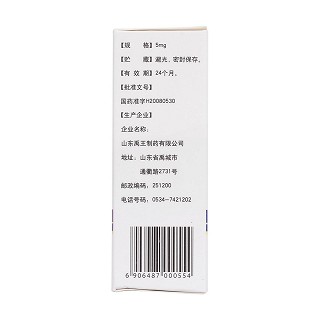 【规　格】5mg
【贮　藏】避光，密封保存。
【有 效 期】24个月。
【批准文号】
国药准字H20080530
【生产企业】
企业名称：
山东禹王制药有限公司
地址：山东省禹城市
通衢路2731号
邮政编码：251200
电话号码：0534-7421202
6 906487 000554